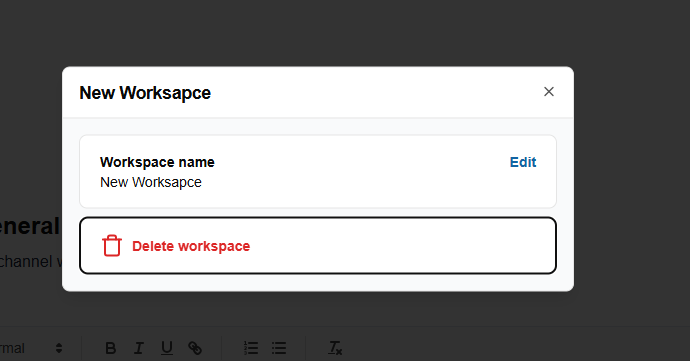 New Worksapce
Workspace name
Edit
New Worksapce
Delete workspace
eneral
channel w
rmal
B I U